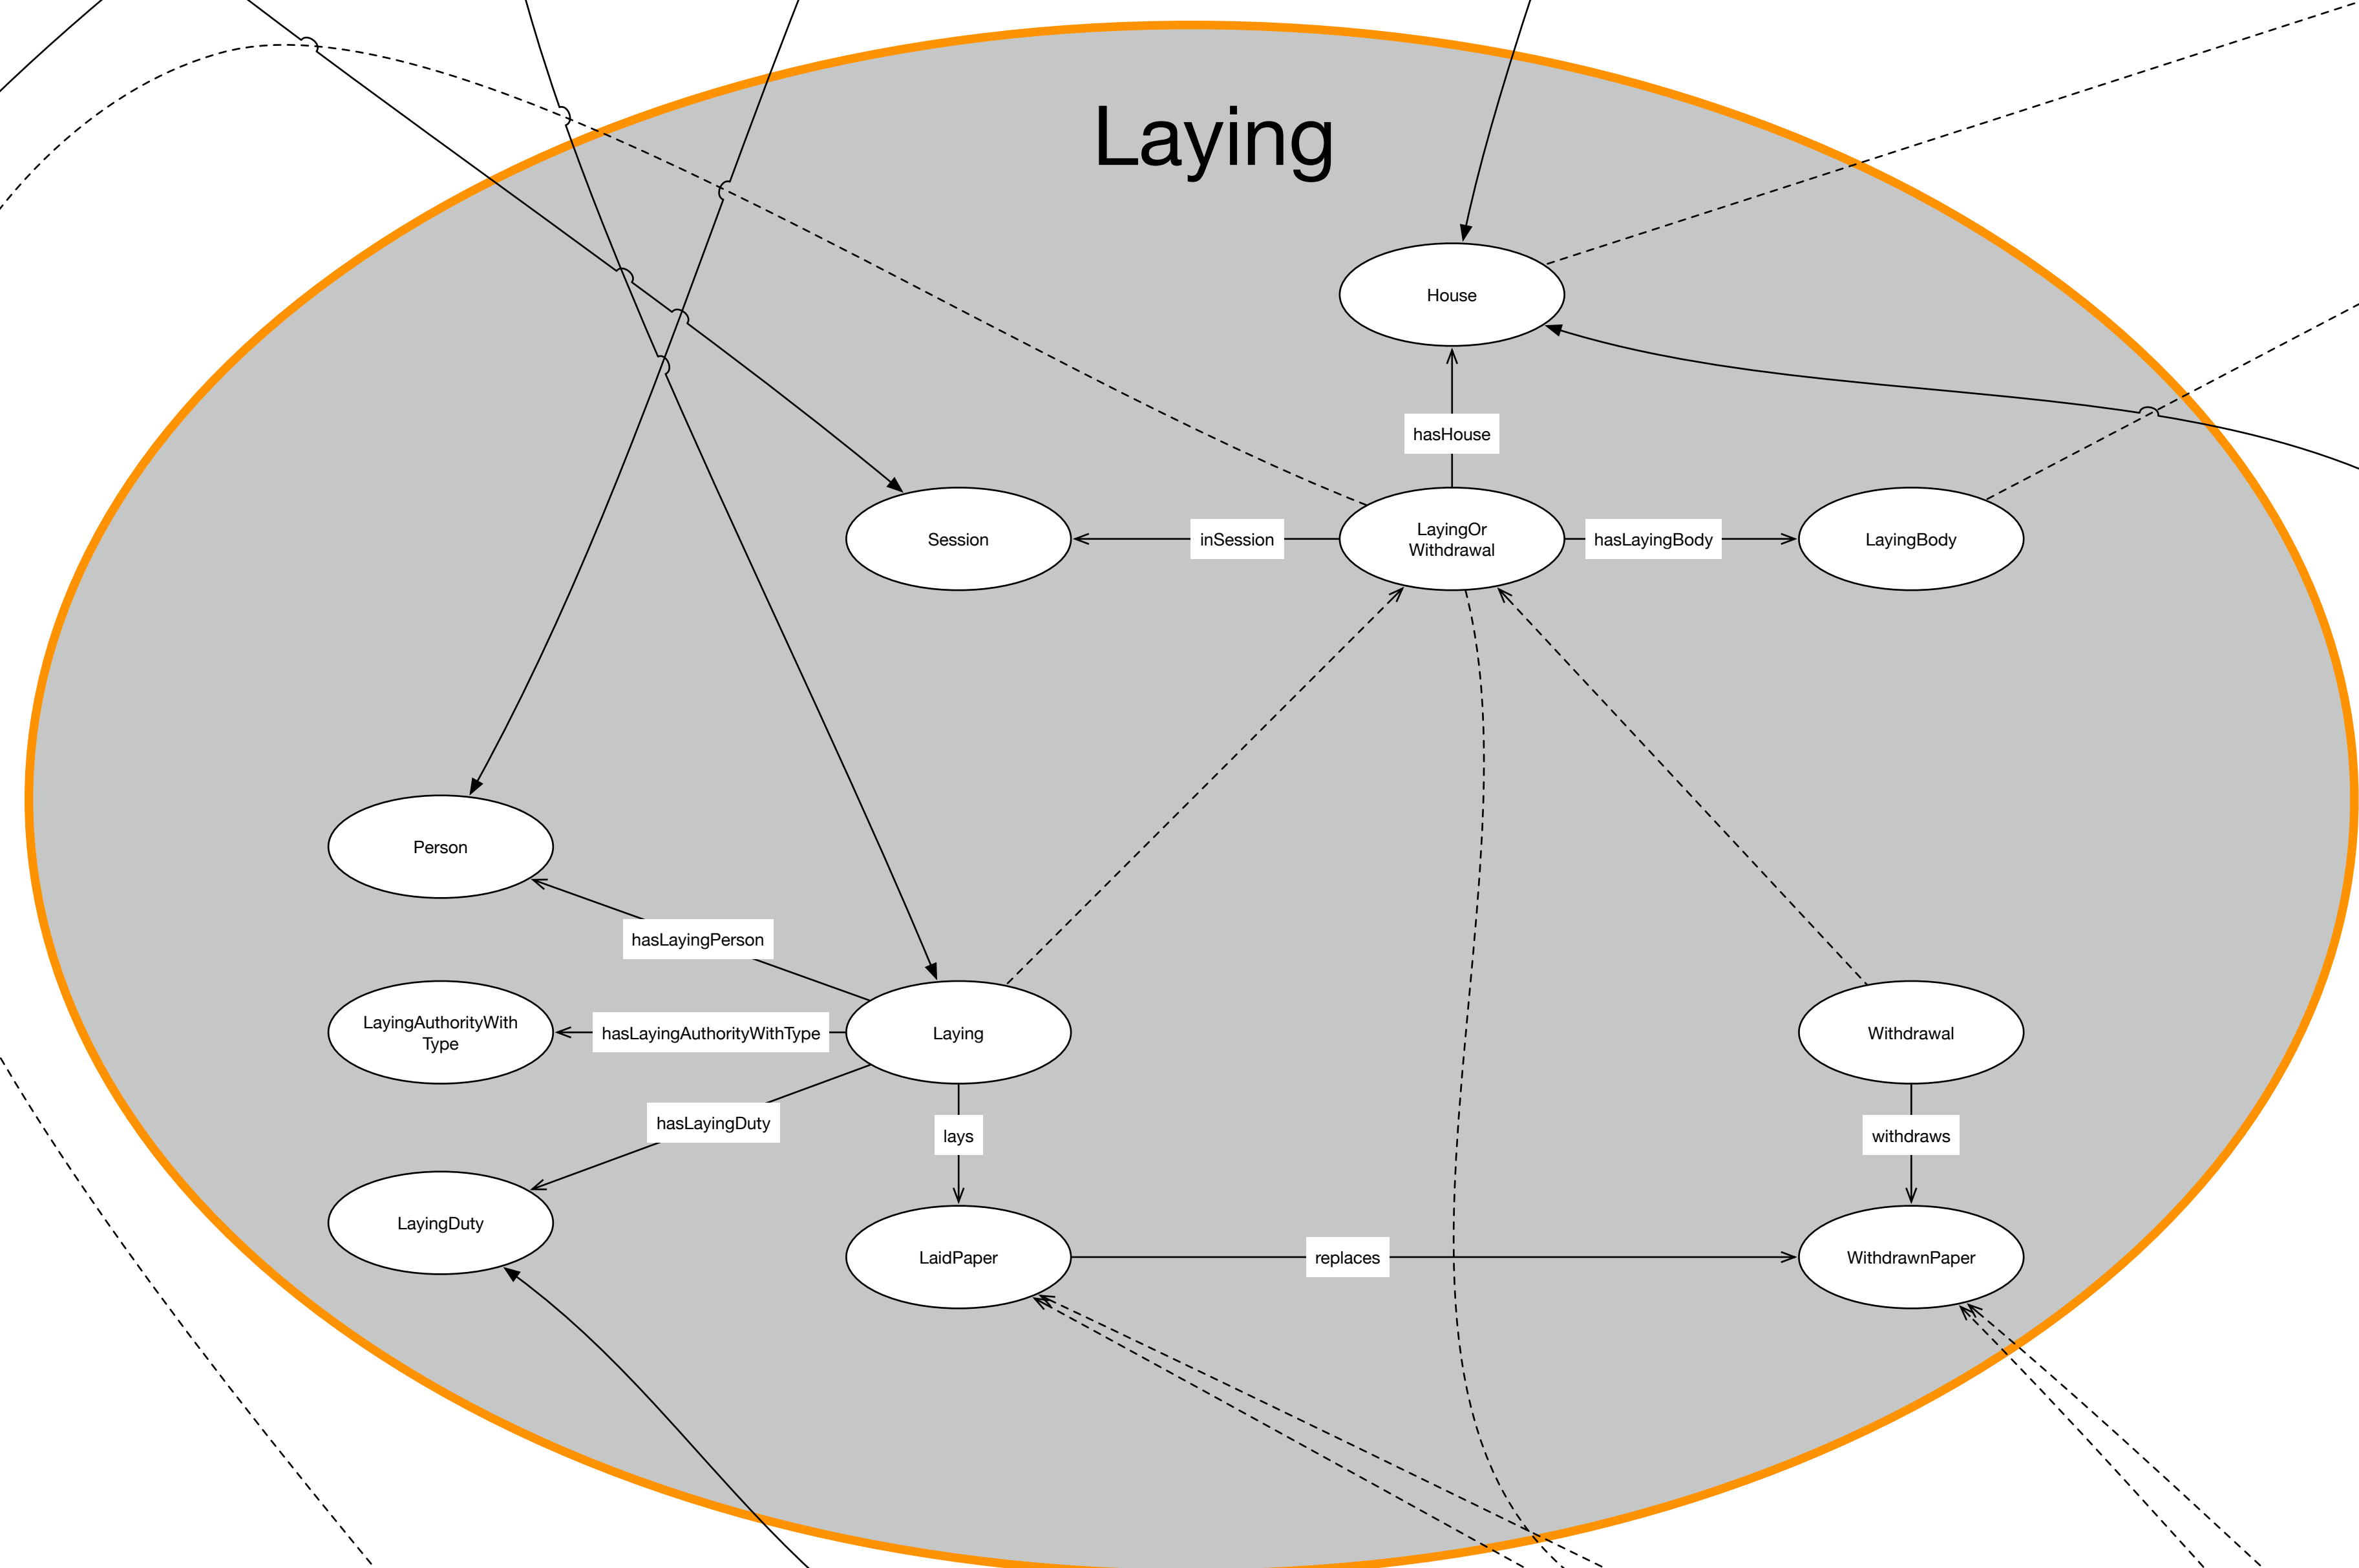 Laying
House
hasHouse
Session
inSession
LayingOr
Withdrawal
hasLayingBody
LayingBody
Person
hasLayingPerson
LayingAuthorityWith
Type
hasLayingAuthorityWithType
Laying
Withdrawal
hasLayingDuty
lays
withdraws
LayingDuty
LaidPaper
replaces
WithdrawnPaper